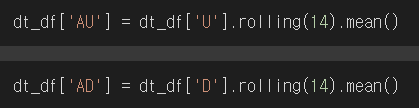 dt_df['AU'] = dt_df['U'].rolling(14).mean()
dt_df['AD'] = dt_df['D'].rolling(14).mean()